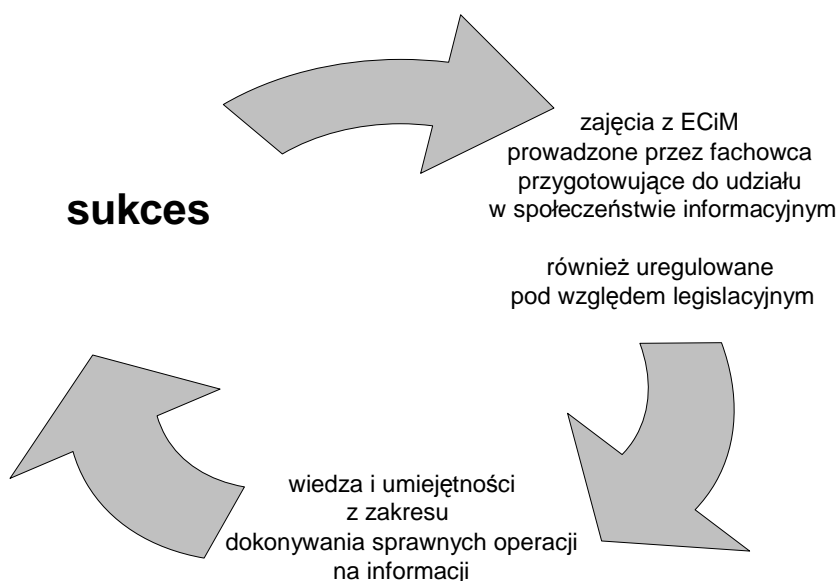 sukces
zajęcia z ECiM
prowadzone przez fachowca
przygotowujące do udziału
w społeczeństwie informacyjnym
również uregulowane
pod względem legislacyjnym
wiedza i umiejętności
z zakresu
dokonywania sprawnych operacji
na informacji